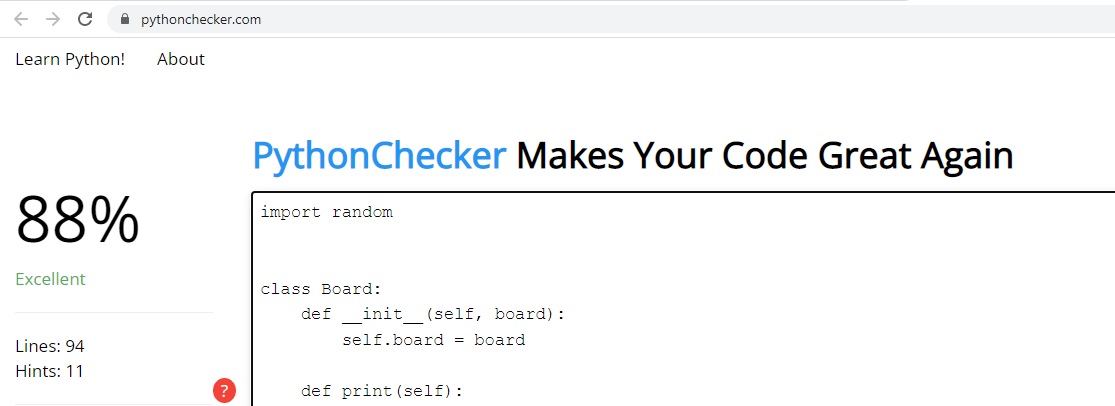 pythonchecker.com
Learn Python! About
PythonChecker Makes Your Code Great Again
88%
Excellent
Lines: 94
Hints: 11
?
import random
class Board:
    def __init__(self, board):
        self.board = board
    def print(self):